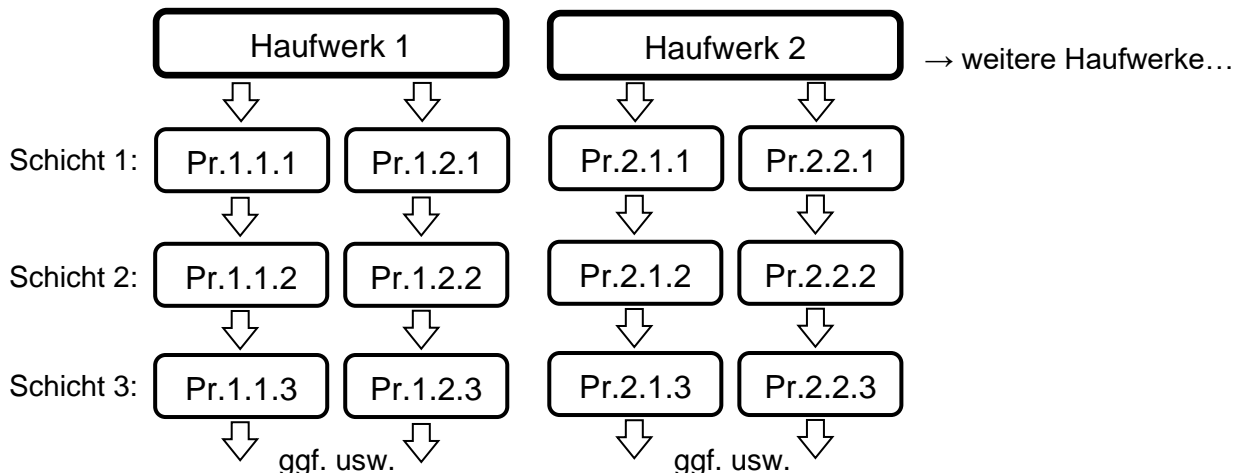 Haufwerk 1 Haufwerk 2 → weitere Haufwerke…
Schicht 1: Pr.1.1.1 Pr.1.2.1 Pr.2.1.1 Pr.2.2.1
Schicht 2: Pr.1.1.2 Pr.1.2.2 Pr.2.1.2 Pr.2.2.2
Schicht 3: Pr.1.1.3 Pr.1.2.3 Pr.2.1.3 Pr.2.2.3
ggf. usw. ggf. usw.